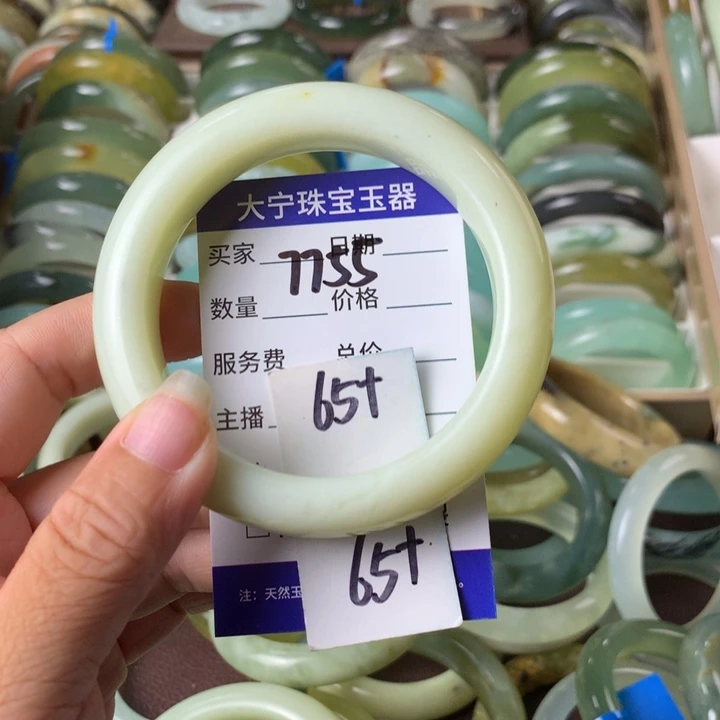 大宁珠宝玉器
买家 日期
7755
数量 价格
服务费 总价
65+
主播
65+
注：天然玉